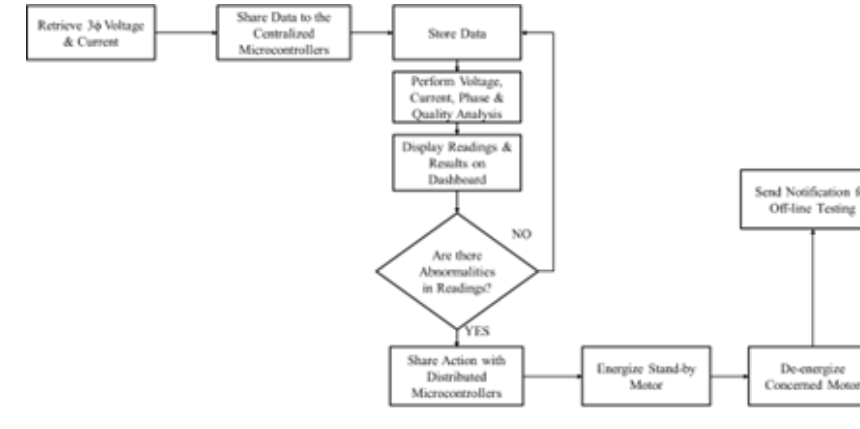 Retrieve 3ϕ Voltage
& Current
Share Data to the
Centralized
Microcontrollers
Store Data
Perform Voltage,
Current, Phase &
Quality Analysis
Display Readings &
Results on
Dashboard
Are there
Abnormalities
in Readings?
NO
YES
Share Action with
Distributed
Microcontrollers
Energize Stand-by
Motor
De-energize
Concerned Motor
Send Notification
Off-line Testing